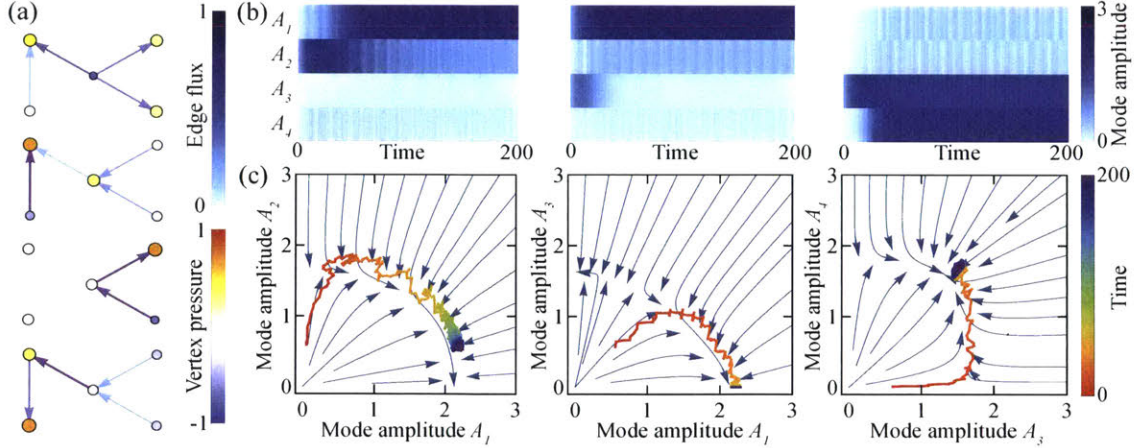 (a)
1
Edge flux
0
1
Vertex pressure
-1
(b)
A1
A2
A3
A4
0
Time
200
0
Time
200
0
Time
200
3
Mode amplitude
0
(c)
3
2
1
0
Mode amplitude A2
0
1
2
3
Mode amplitude A1
3
2
1
0
Mode amplitude A3
0
1
2
3
Mode amplitude A1
3
2
1
0
Mode amplitude A4
0
1
2
3
Mode amplitude A3
200
Time
0